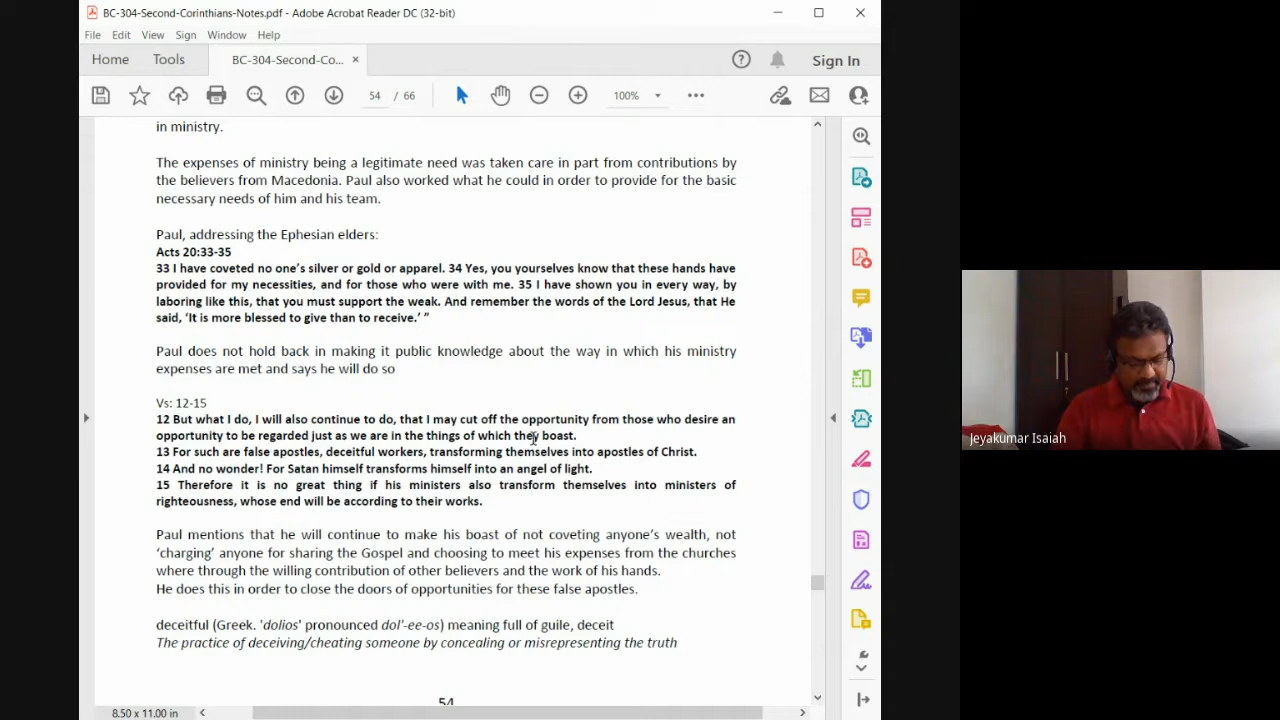 BC-304-Second-Corinthians-Notes.pdf - Adobe Acrobat Reader DC (32-bit)
File Edit View Sign Window Help
Home Tools BC-304-Second-Co... × Sign In
54 / 66 100%
in ministry.
The expenses of ministry being a legitimate need was taken care in part from contributions by
the believers from Macedonia. Paul also worked what he could in order to provide for the basic
necessary needs of him and his team.
Paul, addressing the Ephesian elders:
Acts 20:33-35
33 I have coveted no one's silver or gold or apparel. 34 Yes, you yourselves know that these hands have
provided for my necessities, and for those who were with me. 35 I have shown you in every way, by
laboring like this, that you must support the weak. And remember the words of the Lord Jesus, that He
said, 'It is more blessed to give than to receive.' "
Paul does not hold back in making it public knowledge about the way in which his ministry
expenses are met and says he will do so
Vs: 12-15
12 But what I do, I will also continue to do, that I may cut off the opportunity from those who desire an
opportunity to be regarded just as we are in the things of which they boast.
13 For such are false apostles, deceitful workers, transforming themselves into apostles of Christ.
14 And no wonder! For Satan himself transforms himself into an angel of light.
15 Therefore it is no great thing if his ministers also transform themselves into ministers of
righteousness, whose end will be according to their works.
Paul mentions that he will continue to make his boast of not coveting anyone's wealth, not
'charging' anyone for sharing the Gospel and choosing to meet his expenses from the churches
where through the willing contribution of other believers and the work of his hands.
He does this in order to close the doors of opportunities for these false apostles.
deceitful (Greek. 'dolios' pronounced dol'-ee-os) meaning full of guile, deceit
The practice of deceiving/cheating someone by concealing or misrepresenting the truth
54
8.50 x 11.00 in
Jeyakumar Isaiah